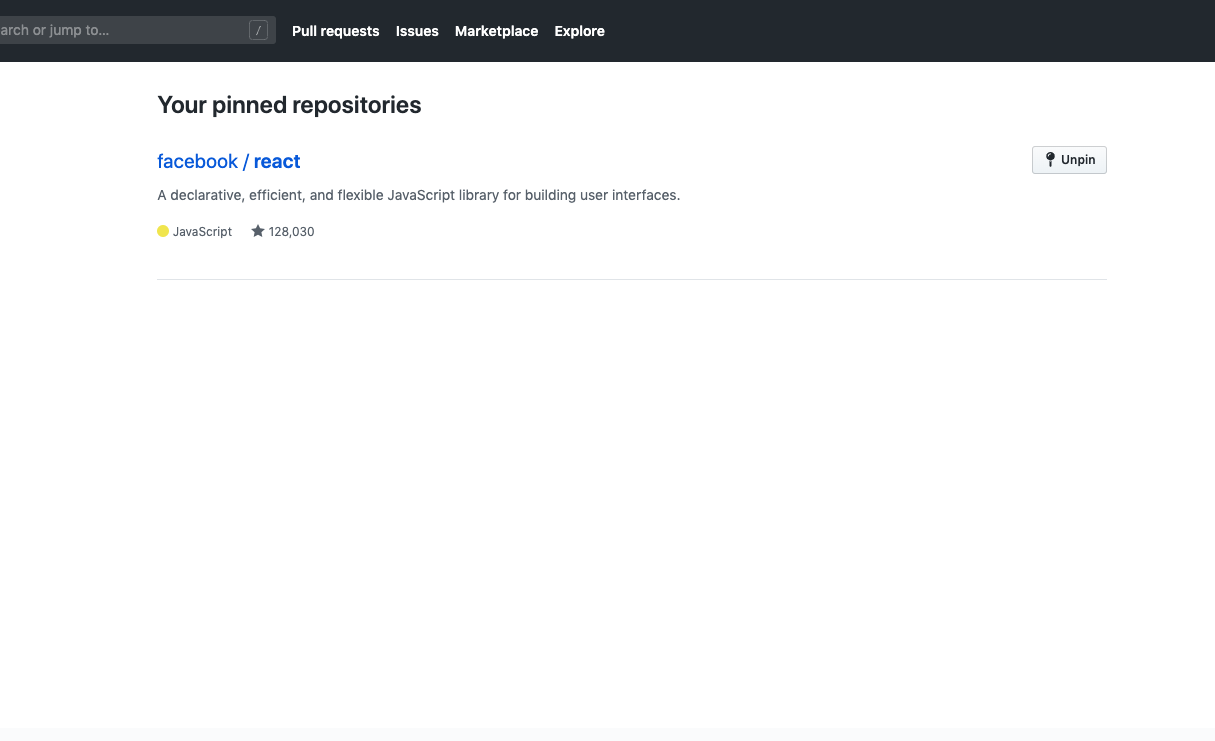 arch or jump to... / Pull requests Issues Marketplace Explore
Your pinned repositories
facebook / react Unpin
A declarative, efficient, and flexible JavaScript library for building user interfaces.
JavaScript 128,030